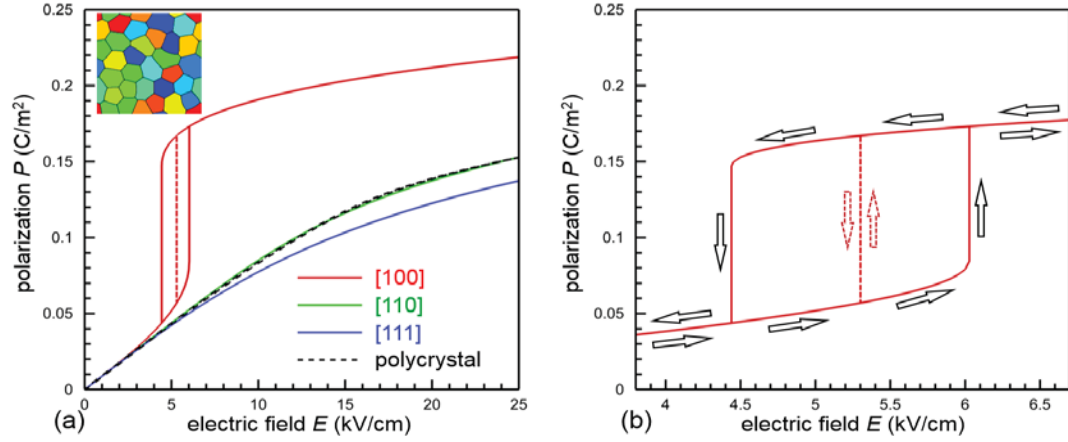 0.25
0.2
0.15
0.1
0.05
0
polarization P (C/m²)
[100]
[110]
[111]
polycrystal
0 5 10 15 20 25
(a) electric field E (kV/cm)
0.25
0.2
0.15
0.1
0.05
0
polarization P (C/m²)
4 4.5 5 5.5 6 6.5
(b) electric field E (kV/cm)